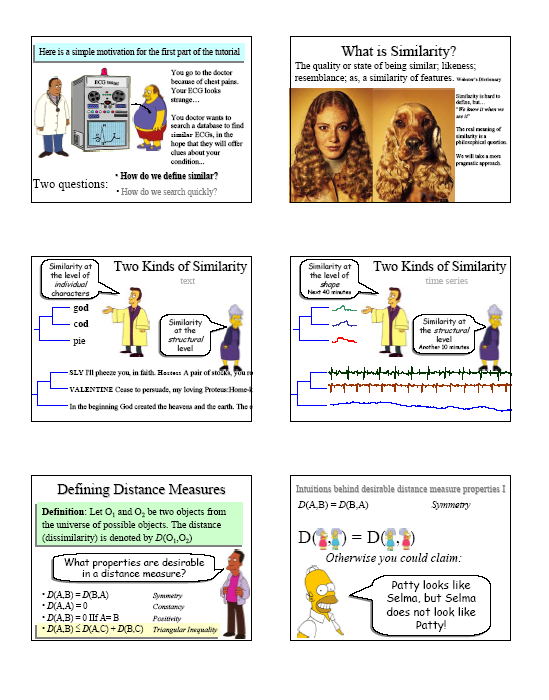 Here is a simple motivation for the first part of the tutorial
ECG tester
You go to the doctor
because of chest pains.
Your ECG looks
strange…
You doctor wants to
search a database to find
similar ECGs, in the
hope that they will offer
clues about your
condition...
Two questions:
• How do we define similar?
• How do we search quickly?
What is Similarity?
The quality or state of being similar; likeness;
resemblance; as, a similarity of features. Webster's Dictionary
Similarity is hard to
define, but…
"We know it when we
see it"
The real meaning of
similarity is a
philosophical question.
We will take a more
pragmatic approach.
Similarity at
the level of
individual
characters
Two Kinds of Similarity
text
god
cod
pie
Similarity
at the
structural
level
SLY I'll pheeze you, in faith. Hostess A pair of stocks, you ro
VALENTINE Cease to persuade, my loving Proteus:Home-k
In the beginning God created the heavens and the earth. The e
Similarity at
the level of
shape
Next 40 minutes
Two Kinds of Similarity
time series
Similarity at
the structural
level
Another 10 minutes
Defining Distance Measures
Definition: Let O1 and O2 be two objects from
the universe of possible objects. The distance
(dissimilarity) is denoted by D(O1,O2)
What properties are desirable
in a distance measure?
• D(A,B) = D(B,A) Symmetry
• D(A,A) = 0 Constancy
• D(A,B) = 0 IIf A= B Positivity
• D(A,B) ≤ D(A,C) + D(B,C) Triangular Inequality
Intuitions behind desirable distance measure properties I
D(A,B) = D(B,A) Symmetry
D( , ) = D( , )
Otherwise you could claim:
Patty looks like
Selma, but Selma
does not look like
Patty!